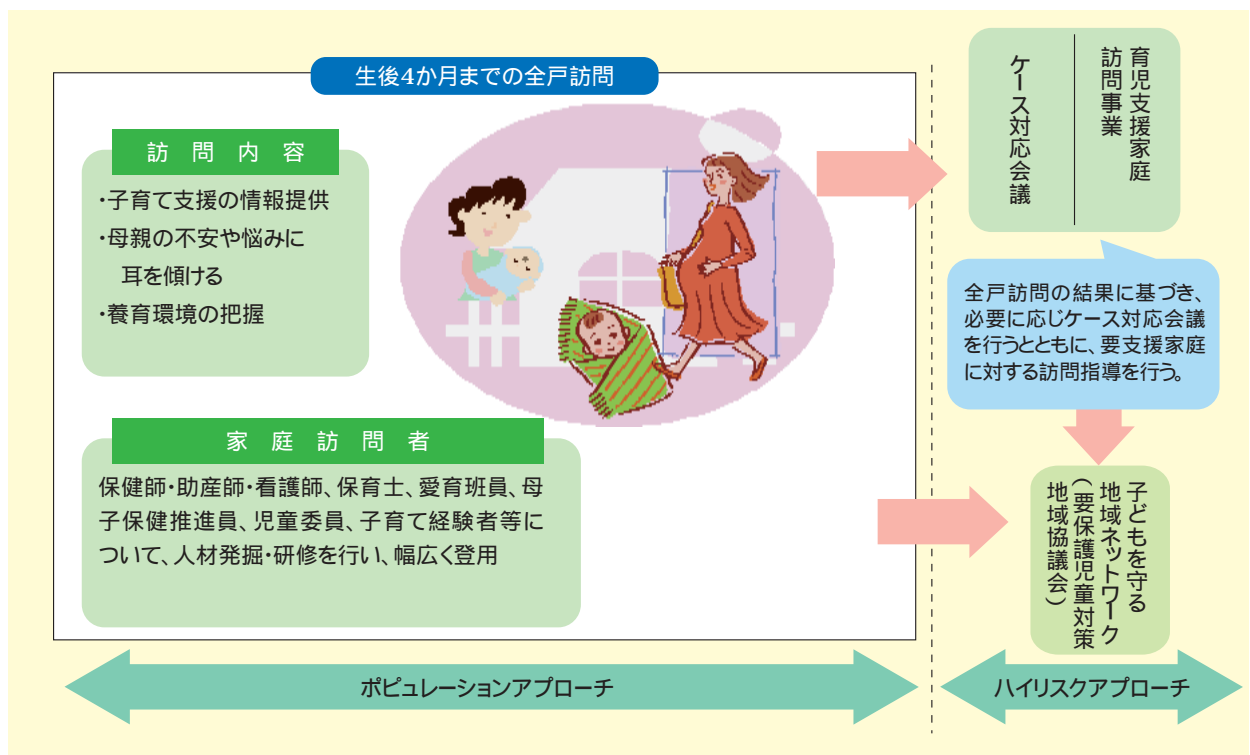 生後4か月までの全戸訪問
訪問内容
・子育て支援の情報提供
・母親の不安や悩みに
耳を傾ける
・養育環境の把握
家庭訪問者
保健師・助産師・看護師、保育士、愛育班員、母
子保健推進員、児童委員、子育て経験者等に
ついて、人材発掘・研修を行い、幅広く登用
ポピュレーションアプローチ
育児支援家庭
訪問事業
ケース対応会議
全戸訪問の結果に基づき、
必要に応じケース対応会議
を行うとともに、要支援家庭
に対する訪問指導を行う。
子どもを守る
地域ネットワーク
(要保護児童対策
地域協議会)
ハイリスクアプローチ